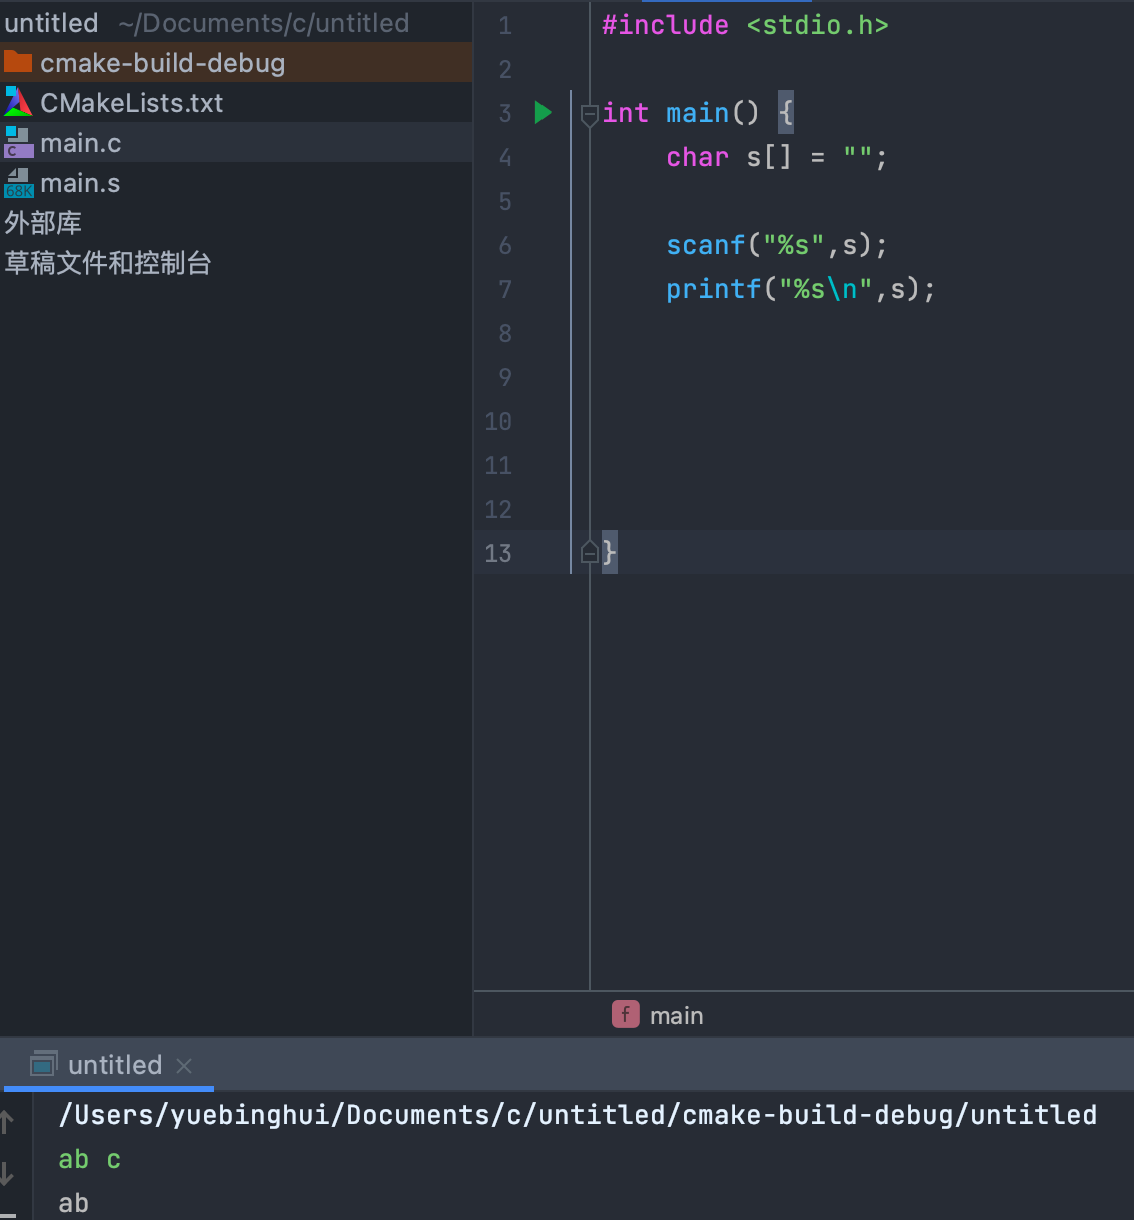 untitled ~/Documents/c/untitled
cmake-build-debug
CMakeLists.txt
C main.c
68K main.s
外部库
草稿文件和控制台
1 #include <stdio.h>
2
3 int main() {
4     char s[] = "";
5
6     scanf("%s",s);
7     printf("%s\n",s);
8
9
10
11
12
13 }
f main
untitled
/Users/yuebinghui/Documents/c/untitled/cmake-build-debug/untitled
ab c
ab